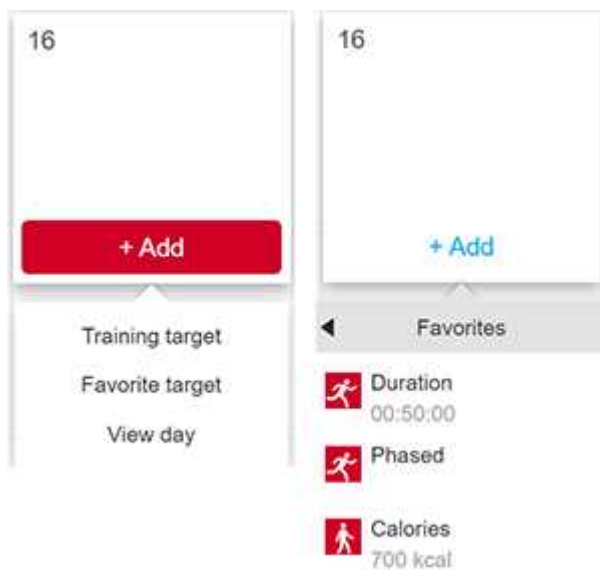 16
+ Add
Training target
Favorite target
View day
16
+ Add
Favorites
Duration
00:50:00
Phased
Calories
700 kcal